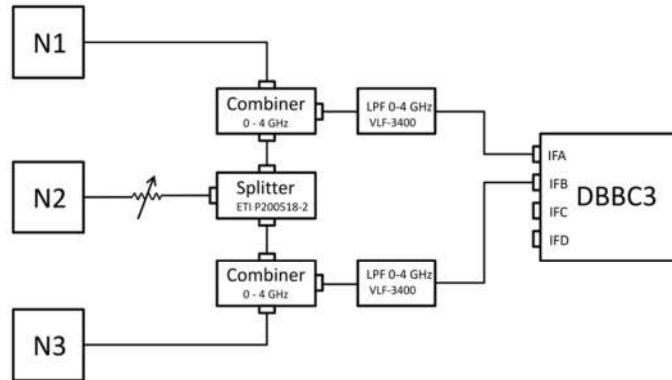 N1
Combiner
0 - 4 GHz
LPF 0-4 GHz
VLF-3400
N2
Splitter
ETI P200518-2
IFA
IFB
IFC
IFD
DBBC3
Combiner
0 - 4 GHz
LPF 0-4 GHz
VLF-3400
N3